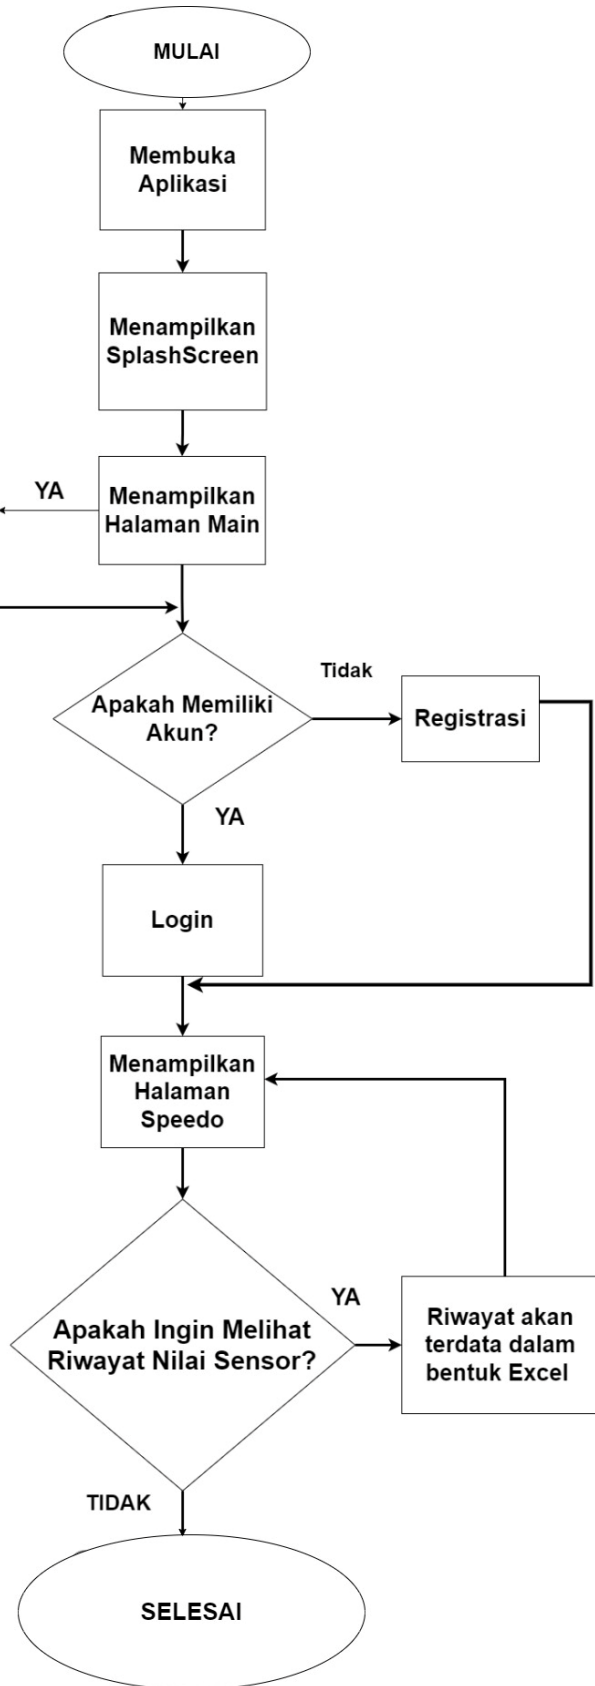 MULAI
Membuka
Aplikasi
Menampilkan
SplashScreen
YA
Menampilkan
Halaman Main
Apakah Memiliki
Akun?
Tidak
Registrasi
YA
Login
Menampilkan
Halaman
Speedo
Apakah Ingin Melihat
Riwayat Nilai Sensor?
YA
Riwayat akan
terdata dalam
bentuk Excel
TIDAK
SELESAI